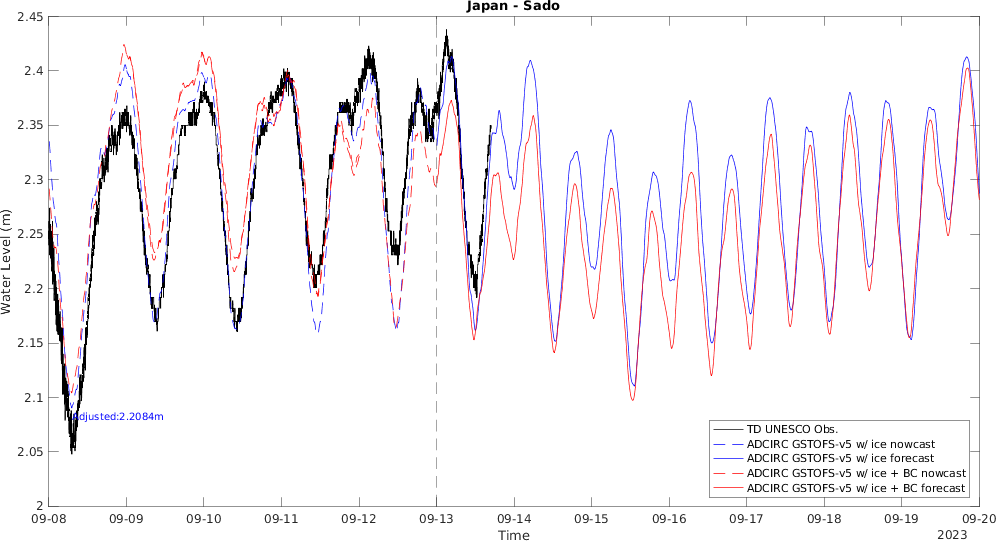 Japan - Sado
2.45
2.4
2.35
2.3
2.25
2.2
2.15
2.1
2.05
2
Water Level (m)
Adjusted:2.2084m
TD UNESCO Obs.
ADCIRC GSTOFS-v5 w/ ice nowcast
ADCIRC GSTOFS-v5 w/ ice forecast
ADCIRC GSTOFS-v5 w/ ice + BC nowcast
ADCIRC GSTOFS-v5 w/ ice + BC forecast
09-08 09-09 09-10 09-11 09-12 09-13 09-14 09-15 09-16 09-17 09-18 09-19 09-20
Time
2023